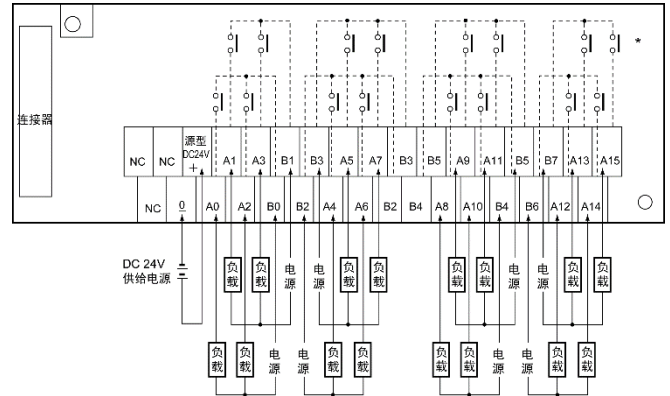 *
连接器
源型
NC NC DC24V A1 A3 B1 B3 A5 A7 B3 B5 A9 A11 B5 B7 A13 A15
+
NC 0 A0 A2 B0 B2 A4 A6 B2 B4 A8 A10 B4 B6 A12 A14
DC 24V
供给电源
负载 负载 电源 电源 负载 负载 负载 负载 电源 电源 负载 负载
负载 负载 电源 电源 负载 负载 负载 负载 电源 电源 负载 负载